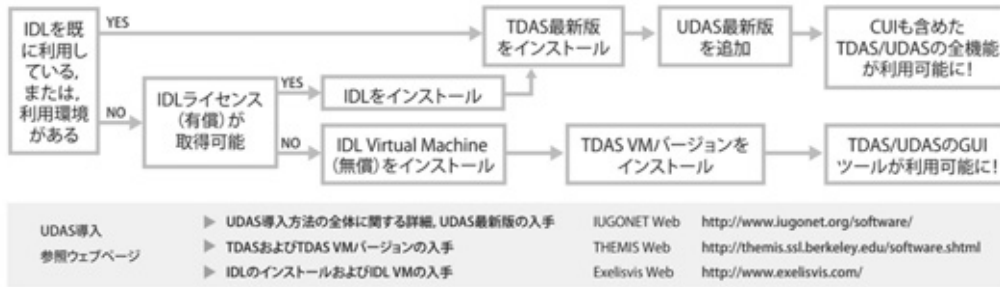 IDLを既
に利用し
ている,
または,
利用環境
がある
YES
NO
IDLライセンス
(有償)が
取得可能
YES
NO
IDLをインストール
IDL Virtual Machine
(無償)をインストール
TDAS最新版
をインストール
UDAS最新版
を追加
CUIも含めた
TDAS/UDASの全機能
が利用可能に!
TDAS VMバージョンを
インストール
TDAS/UDASのGUI
ツールが利用可能に!
UDAS導入
参照ウェブページ
▶ UDAS導入方法の全体に関する詳細, UDAS最新版の入手 IUGONET Web http://www.iugonet.org/software/
▶ TDASおよびTDAS VMバージョンの入手 THEMIS Web http://themis.ssl.berkeley.edu/software.shtml
▶ IDLのインストールおよびIDL VMの入手 Exelisvis Web http://www.exelisvis.com/